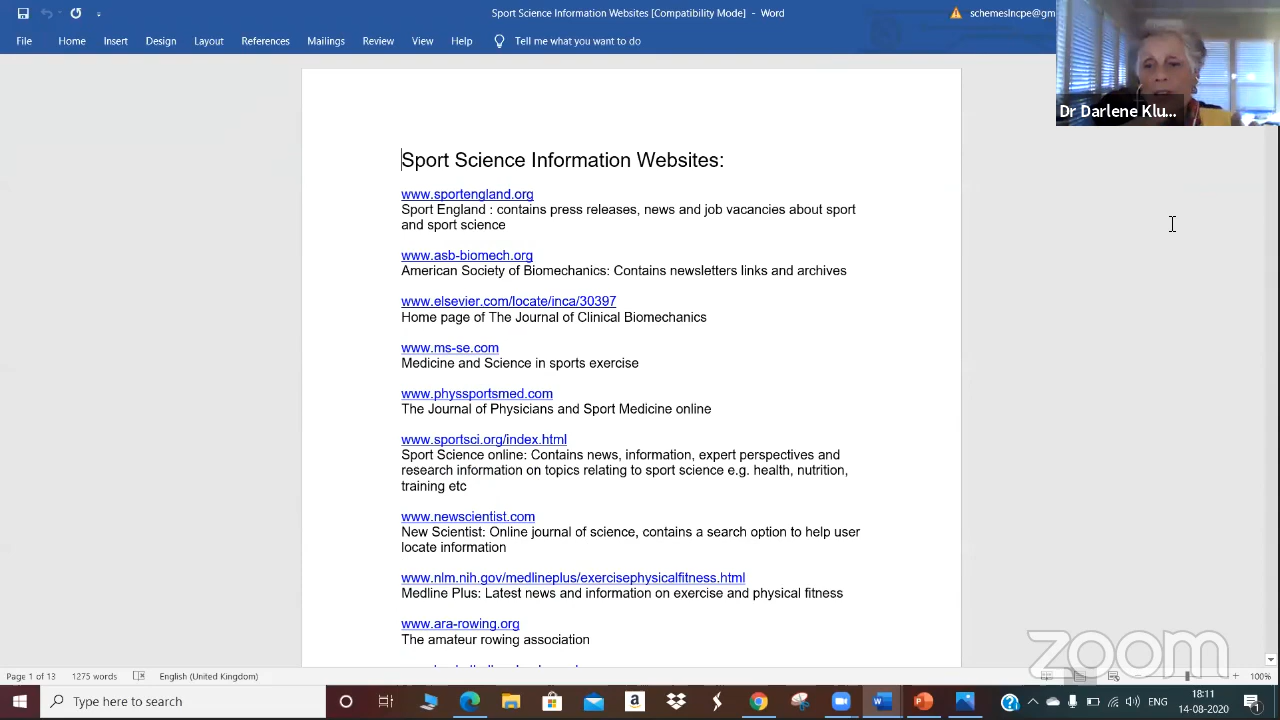 Sport Science Information Websites [Compatibility Mode] - Word
schemeslncpe@gm
File Home Insert Design Layout References Mailings Review View Help Tell me what you want to do
Dr Darlene Klu...
Sport Science Information Websites:
www.sportengland.org
Sport England : contains press releases, news and job vacancies about sport
and sport science
www.asb-biomech.org
American Society of Biomechanics: Contains newsletters links and archives
www.elsevier.com/locate/inca/30397
Home page of The Journal of Clinical Biomechanics
www.ms-se.com
Medicine and Science in sports exercise
www.physsportsmed.com
The Journal of Physicians and Sport Medicine online
www.sportsci.org/index.html
Sport Science online: Contains news, information, expert perspectives and
research information on topics relating to sport science e.g. health, nutrition,
training etc
www.newscientist.com
New Scientist: Online journal of science, contains a search option to help user
locate information
www.nlm.nih.gov/medlineplus/exercisephysicalfitness.html
Medline Plus: Latest news and information on exercise and physical fitness
www.ara-rowing.org
The amateur rowing association
zoom
Page 1 of 13 1275 words English (United Kingdom) 100%
Type here to search
18:11
14-08-2020